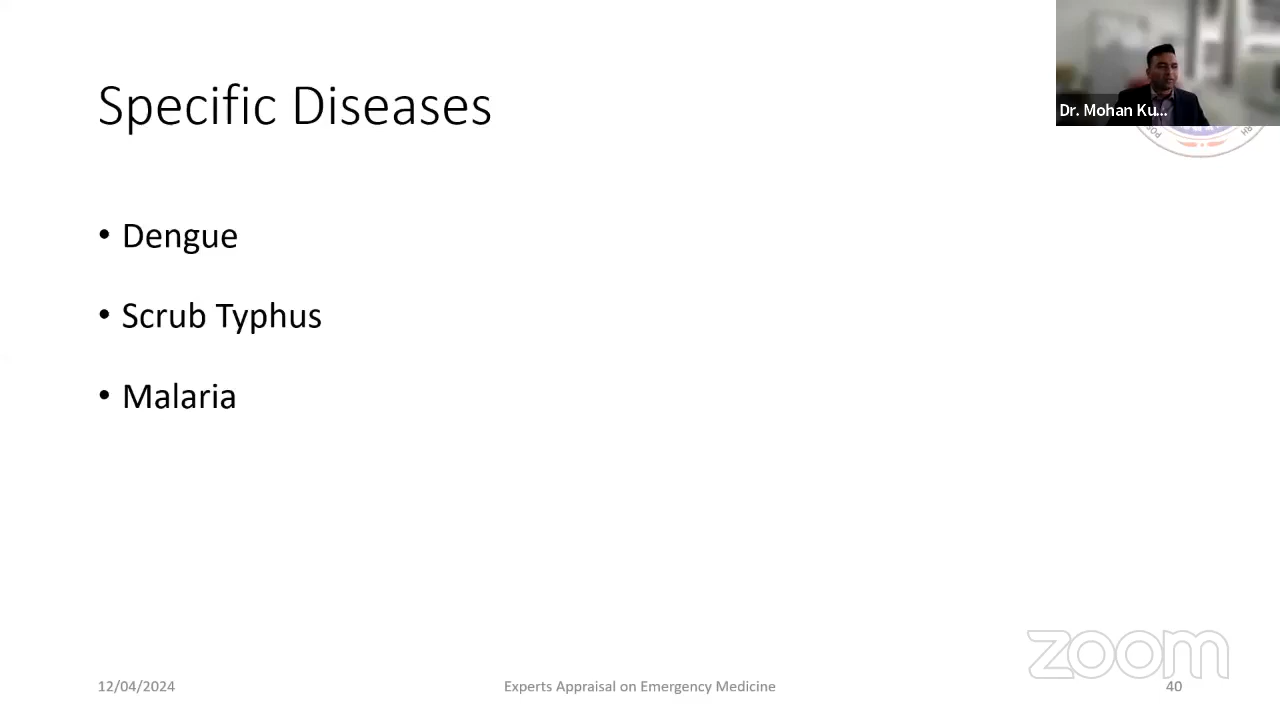 Specific Diseases
Dr. Mohan Ku...
• Dengue
• Scrub Typhus
• Malaria
zoom
12/04/2024
Experts Appraisal on Emergency Medicine
40